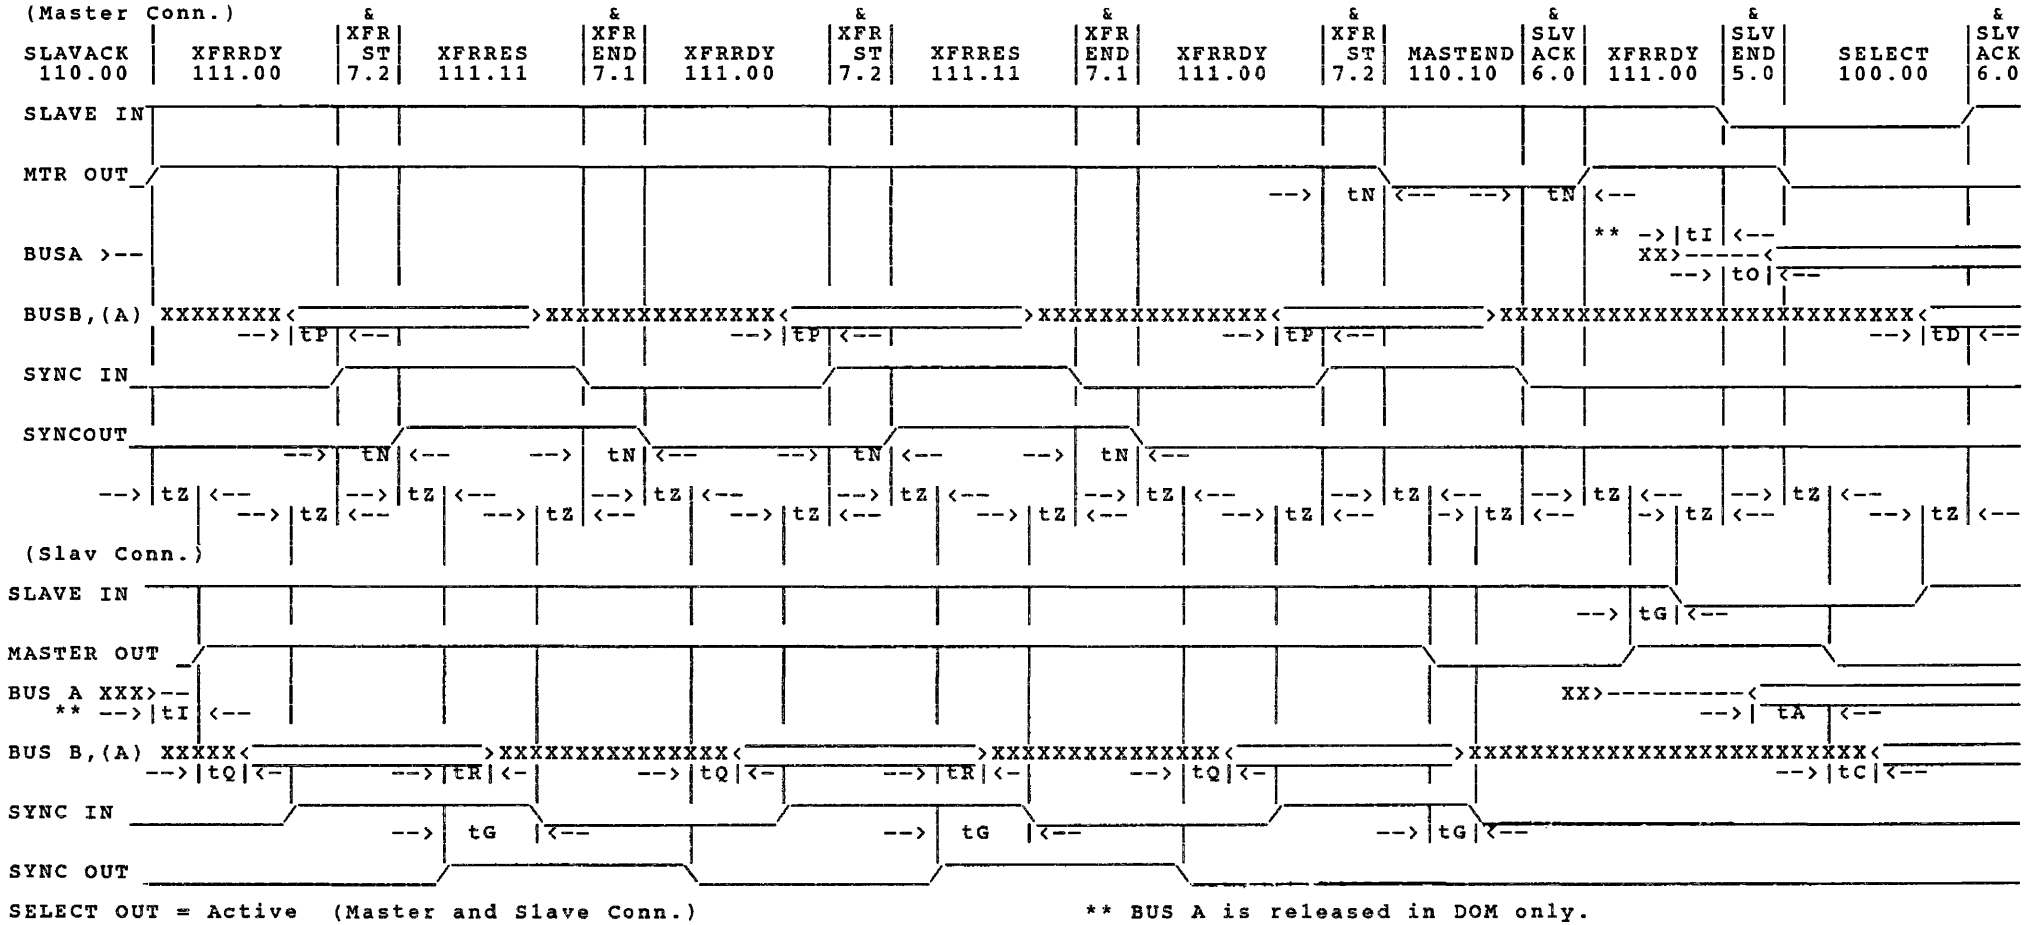 (Master Conn.) & & & & & & & &
XFR XFR XFR XFR XFR SLV SLV SLV
SLAVACK XFRRDY ST XFRRES END XFRRDY ST XFRRES END XFRRDY ST MASTEND ACK XFRRDY END SELECT ACK
110.00 111.00 7.2 111.11 7.1 111.00 7.2 111.11 7.1 111.00 7.2 110.10 6.0 111.00 5.0 100.00 6.0
SLAVE IN
MTR OUT
--> tN <-- --> tN <--
** -> tI <--
BUSA >-- XX>-----<
--> tO <--
BUSB,(A) XXXXXXXX< >XXXXXXXXXXXXXXX< >XXXXXXXXXXXXXX< >XXXXXXXXXXXXXXXXXXXXXXXXXXX<
--> tP <-- --> tP <-- --> tP <-- --> tD <--
SYNC IN
SYNCOUT
--> tN <-- --> tN <-- --> tN <-- --> tN <--
--> tZ <-- --> tZ <-- --> tZ <-- --> tZ <-- --> tZ <-- --> tZ <-- --> tZ <-- --> tZ <-- --> tZ <--
--> tZ <-- --> tZ <-- --> tZ <-- --> tZ <-- --> tZ <-- -> tZ <-- -> tZ <-- --> tZ <--
(Slav Conn.)
SLAVE IN
--> tG <--
MASTER OUT
BUS A XXX>-- XX>---------<
** --> tI <-- --> tA <--
BUS B,(A) XXXXX< >XXXXXXXXXXXXXXX< >XXXXXXXXXXXXXXX< >XXXXXXXXXXXXXXXXXXXXXXXXXX<
--> tQ <- --> tR <- --> tQ <- --> tR <- --> tQ <- --> tC <--
SYNC IN
--> tG <-- --> tG <-- --> tG <--
SYNC OUT
SELECT OUT = Active (Master and Slave Conn.) ** BUS A is released in DOM only.